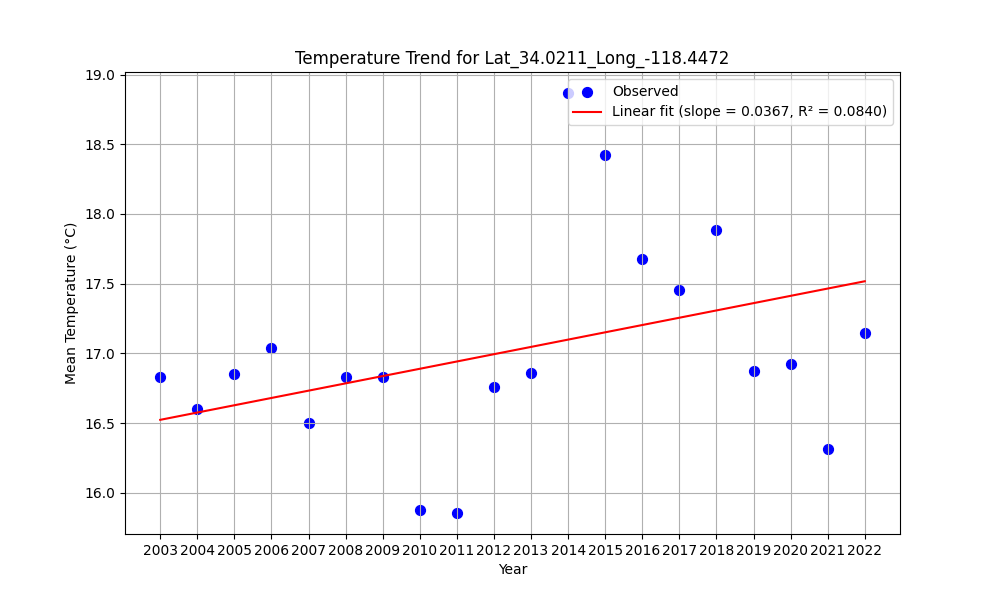 Temperature Trend for Lat_34.0211_Long_-118.4472
Observed
Linear fit (slope = 0.0367, R² = 0.0840)
Mean Temperature (°C)
19.0
18.5
18.0
17.5
17.0
16.5
16.0
2003 2004 2005 2006 2007 2008 2009 2010 2011 2012 2013 2014 2015 2016 2017 2018 2019 2020 2021 2022
Year